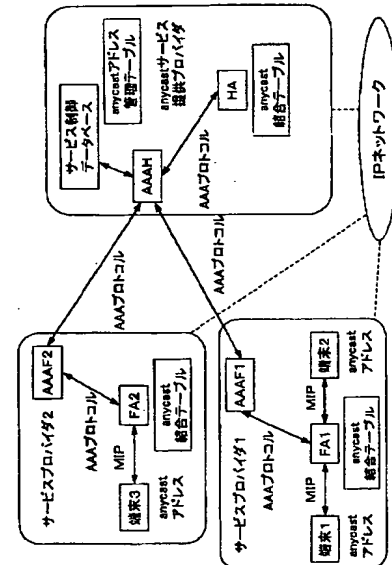 サービス制御
データベース
anycastアドレス
管理テーブル
anycastサービス
提供プロバイダ
AAAH
AAAプロトコル
HA
anycast
結合テーブル
AAAプロトコル
AAAプロトコル
IPネットワーク
サービスプロバイダ2
AAAF2
AAAプロトコル
FA2
anycast
結合テーブル
MIP
端末3
anycast
アドレス
サービスプロバイダ1
AAAF1
AAAプロトコル
FA1
anycast
結合テーブル
MIP
MIP
端末1
anycast
アドレス
端末2
anycast
アドレス